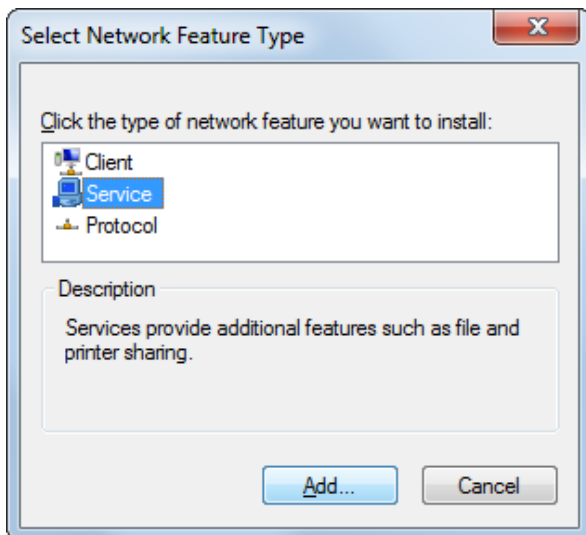 Select Network Feature Type
Click the type of network feature you want to install:
Client
Service
Protocol
Description
Services provide additional features such as file and
printer sharing.
Add...
Cancel